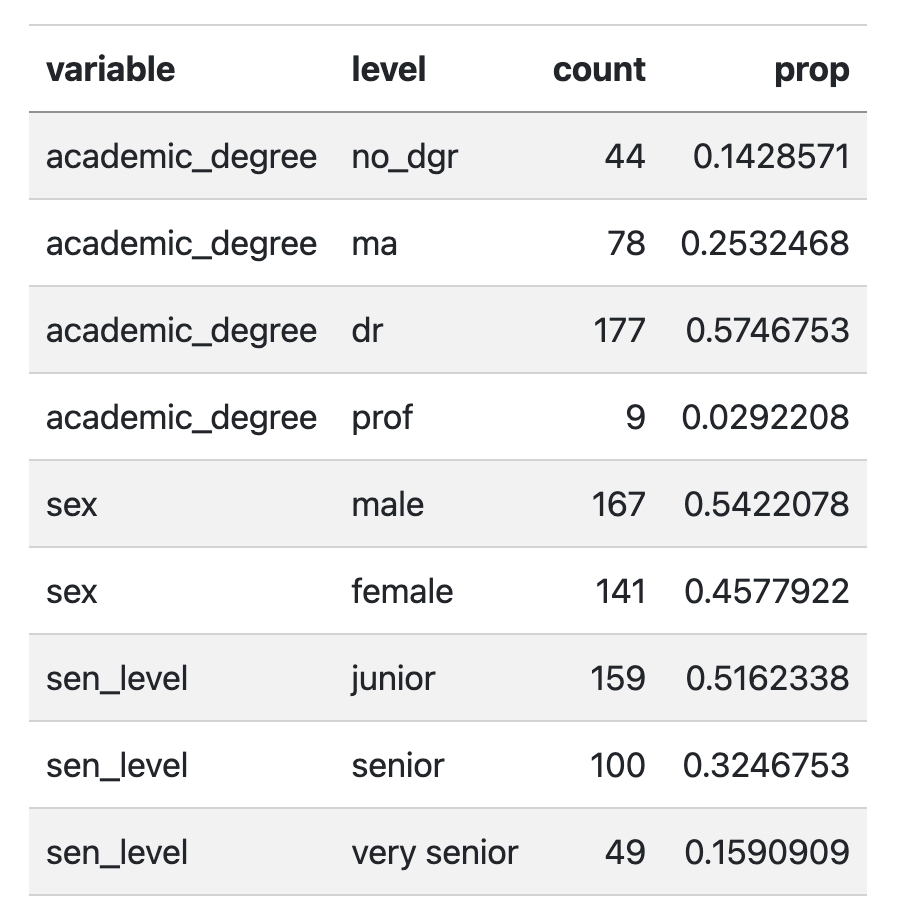 variable level count prop
academic_degree no_dgr 44 0.1428571
academic_degree ma 78 0.2532468
academic_degree dr 177 0.5746753
academic_degree prof 9 0.0292208
sex male 167 0.5422078
sex female 141 0.4577922
sen_level junior 159 0.5162338
sen_level senior 100 0.3246753
sen_level very senior 49 0.1590909